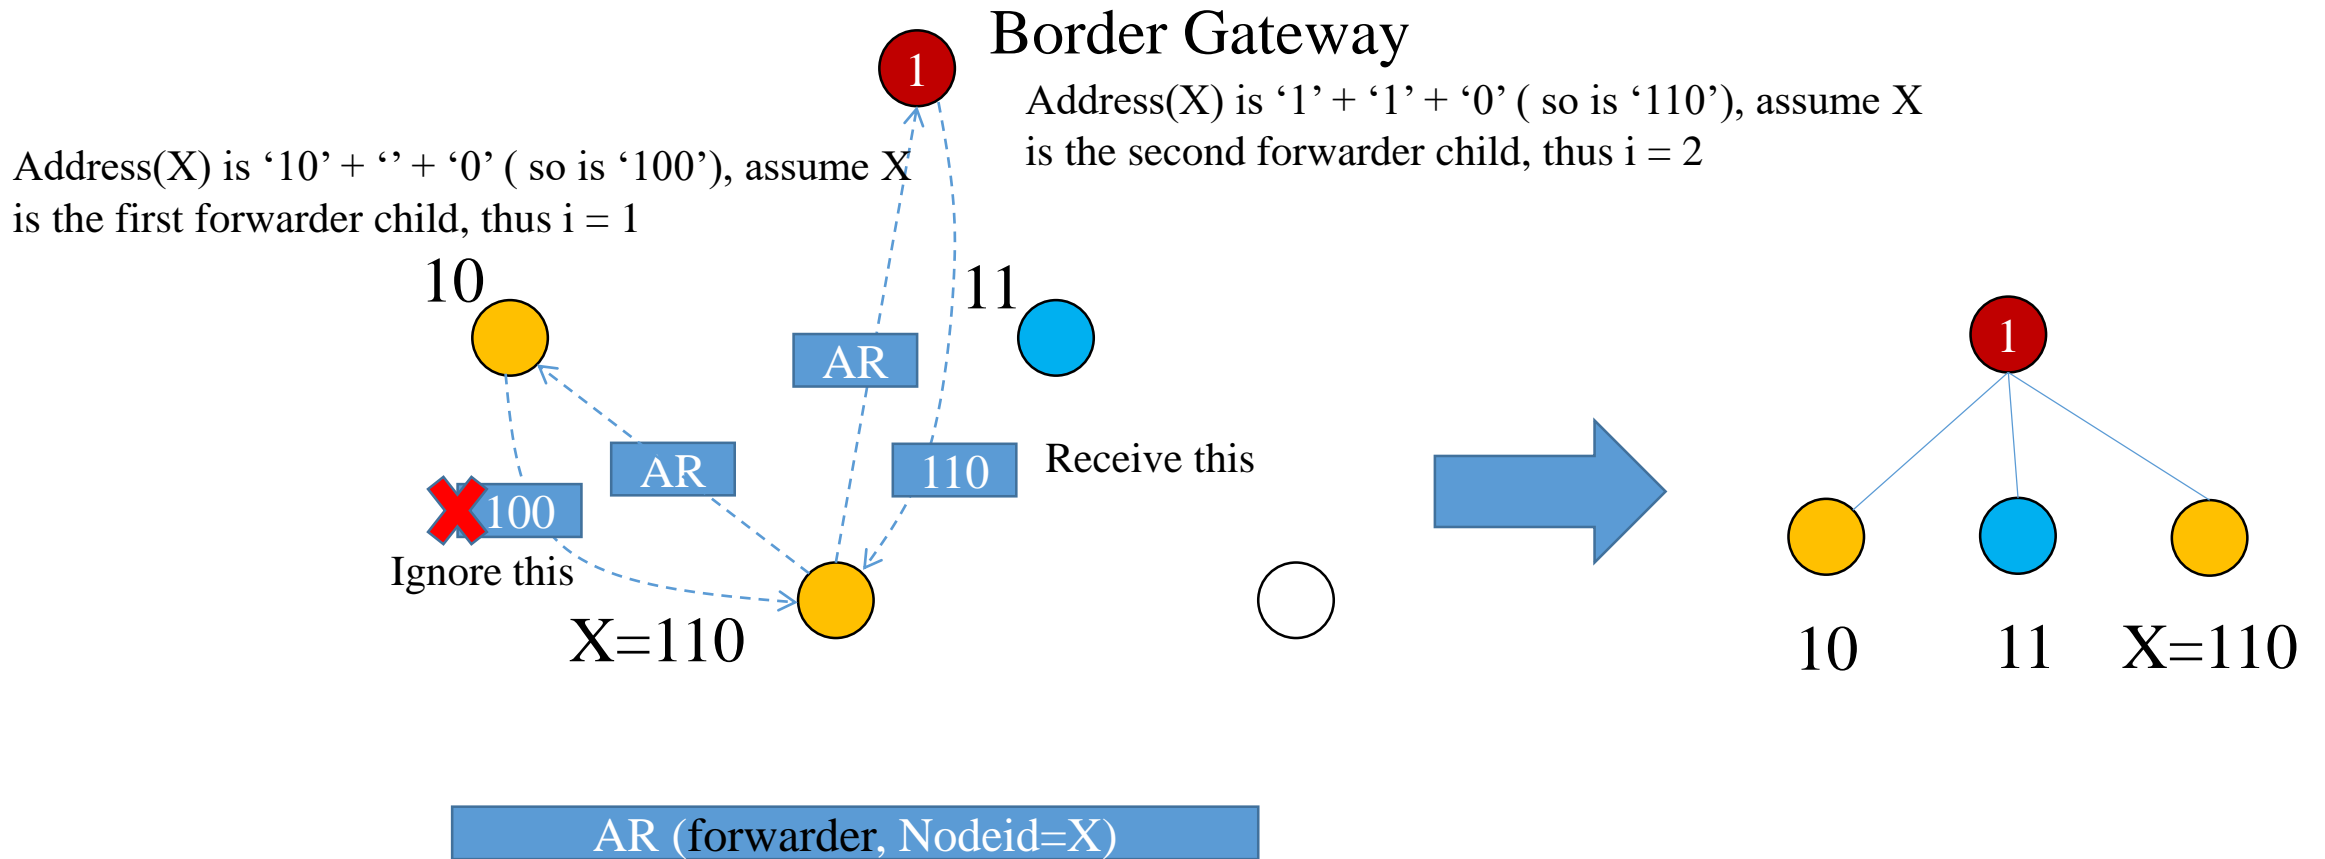 Border Gateway
1
Address(X) is ‘1’ + ‘1’ + ‘0’ ( so is ‘110’), assume X
is the second forwarder child, thus i = 2
Address(X) is ‘10’ + ‘’ + ‘0’ ( so is ‘100’), assume X
is the first forwarder child, thus i = 1
10
11
1
AR
AR
110
Receive this
100
Ignore this
X=110
10
11
X=110
AR (forwarder, Nodeid=X)